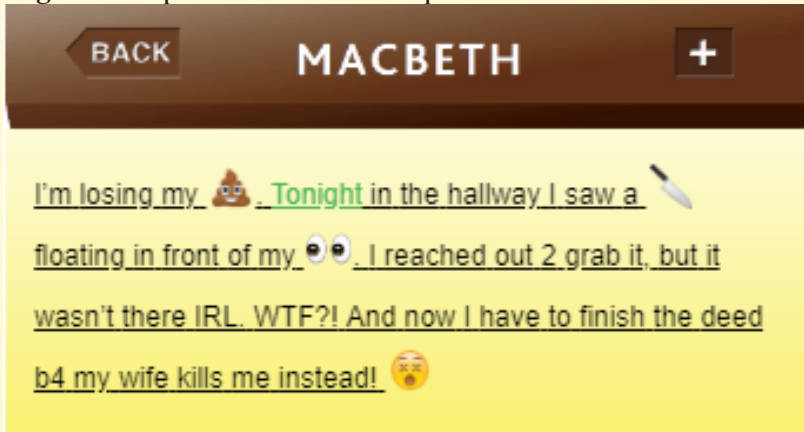 BACK MACBETH +
I'm losing my 💩. Tonight in the hallway I saw a 🔪
floating in front of my 👀. I reached out 2 grab it, but it
wasn't there IRL. WTF?! And now I have to finish the deed
b4 my wife kills me instead! 😵